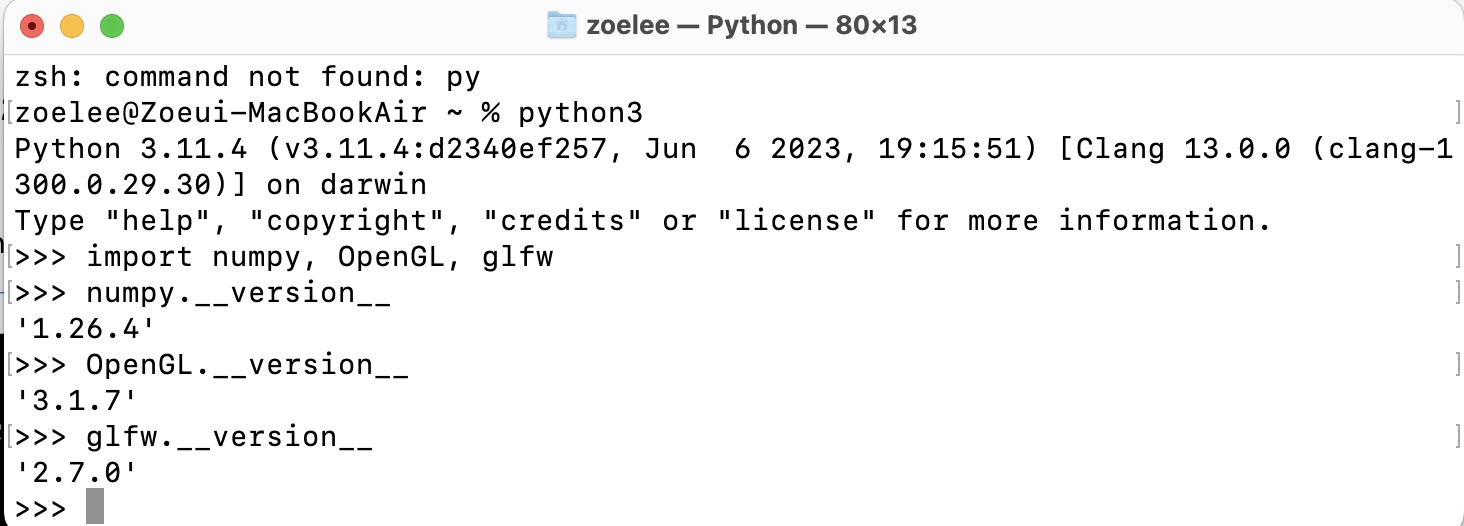 zoelee — Python — 80×13
zsh: command not found: py
[zoelee@Zoeui-MacBookAir ~ % python3 ]
Python 3.11.4 (v3.11.4:d2340ef257, Jun  6 2023, 19:15:51) [Clang 13.0.0 (clang-1
300.0.29.30)] on darwin
Type "help", "copyright", "credits" or "license" for more information.
[>>> import numpy, OpenGL, glfw ]
[>>> numpy.__version__ ]
'1.26.4'
[>>> OpenGL.__version__ ]
'3.1.7'
[>>> glfw.__version__ ]
'2.7.0'
>>>